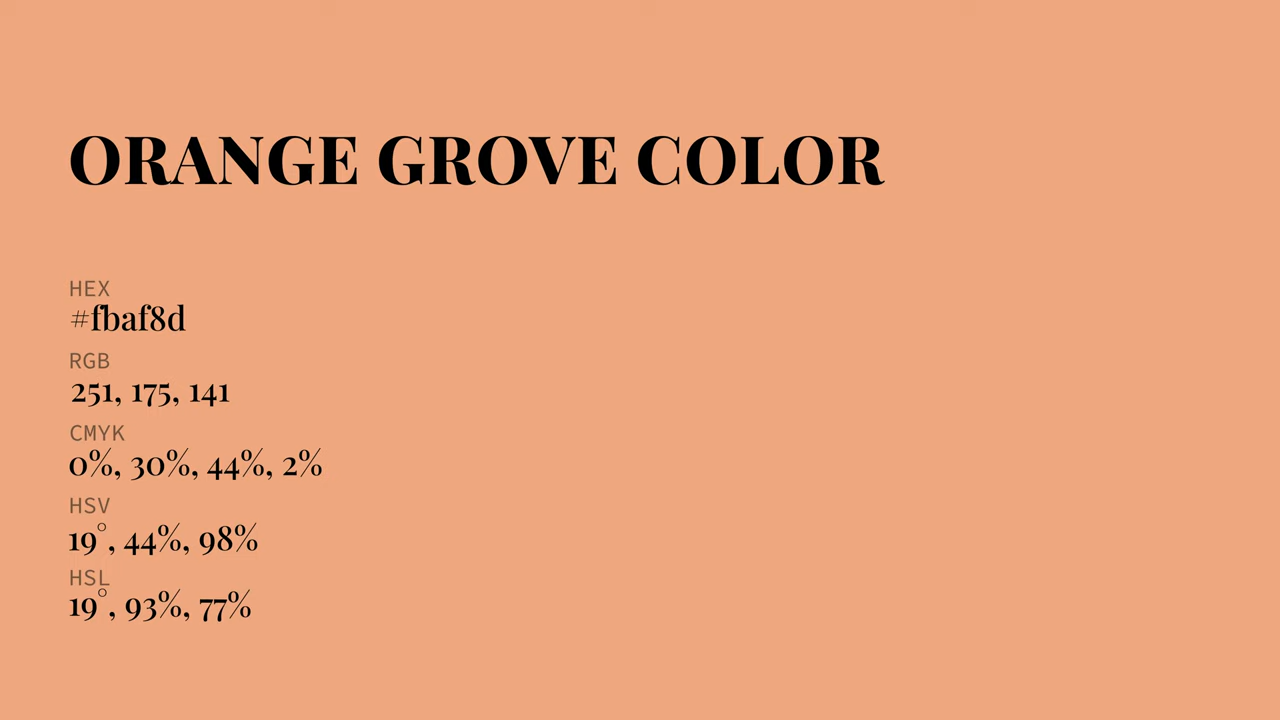 ORANGE GROVE COLOR
HEX
#fbaf8d
RGB
251, 175, 141
CMYK
0%, 30%, 44%, 2%
HSV
19°, 44%, 98%
HSL
19°, 93%, 77%